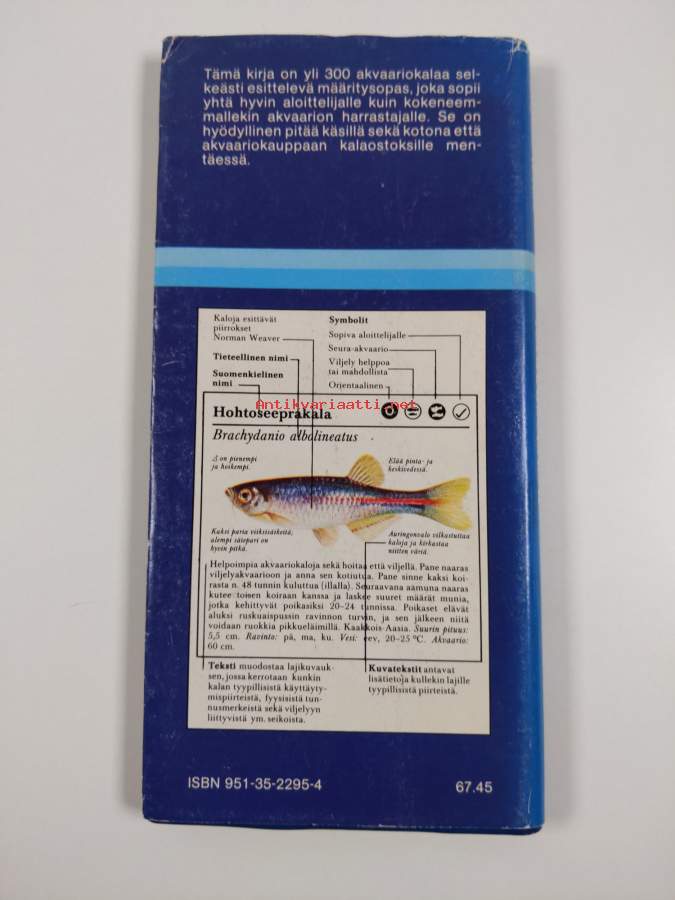 Tämä kirja on yli 300 akvaariokalaa sel-
keästi esittelevä määritysopas, joka sopii
yhtä hyvin aloittelijalle kuin kokeneem-
mallekin akvaarion harrastajalle. Se on
hyödyllinen pitää käsillä sekä kotona että
akvaariokauppaan kalaostoksille men-
täessä.
Kaloja esittävät
piirrokset
Norman Weaver
Tieteellinen nimi
Suomenkielinen
nimi
Symbolit
Sopiva aloittelijalle
Seura-akvaario
Viljely helppoa
tai mahdollista
Orjentaalinen
Antikvariaatti.net
Hohtoseeprakala
Brachydanio albolineatus
♂ on pienempi
ja hoikempi.
Elää pinta- ja
keskivedessä.
Kaksi paria viiksisäikeitä,
alempi sätepari on
hyvin pitkä.
Auringonvalo vilkastuttaa
kaloja ja kirkastaa
niitten väriä.
Helpoimpia akvaariokaloja sekä hoitaa että viljellä. Pane naaras
viljelyakvaarioon ja anna sen kotiutua. Pane sinne kaksi koi-
rasta n. 48 tunnin kuluttua (illalla). Seuraavana aamuna naaras
kutee toisen koiraan kanssa ja laskee suuret määrät munia,
jotka kehittyvät poikasiksi 20–24 tunnissa. Poikaset elävät
aluksi ruskuaispussin ravinnon turvin, ja sen jälkeen niitä
voidaan ruokkia pikkueläimillä. Kaakkois-Aasia. Suurin pituus:
5,5 cm. Ravinto: pä, ma, ku. Vesi: eev, 20–25 °C. Akvaario:
60 cm.
Teksti muodostaa lajikuvauk-
sen, jossa kerrotaan kunkin
kalan tyypillisistä käyttäyty-
mispiirteistä, fyysisistä tun-
nusmerkeistä sekä viljelyyn
liittyvistä ym. seikoista.
Kuvatekstit antavat
lisätietoja kullekin lajille
tyypillisistä piirteistä.
ISBN 951-35-2295-4
67.45